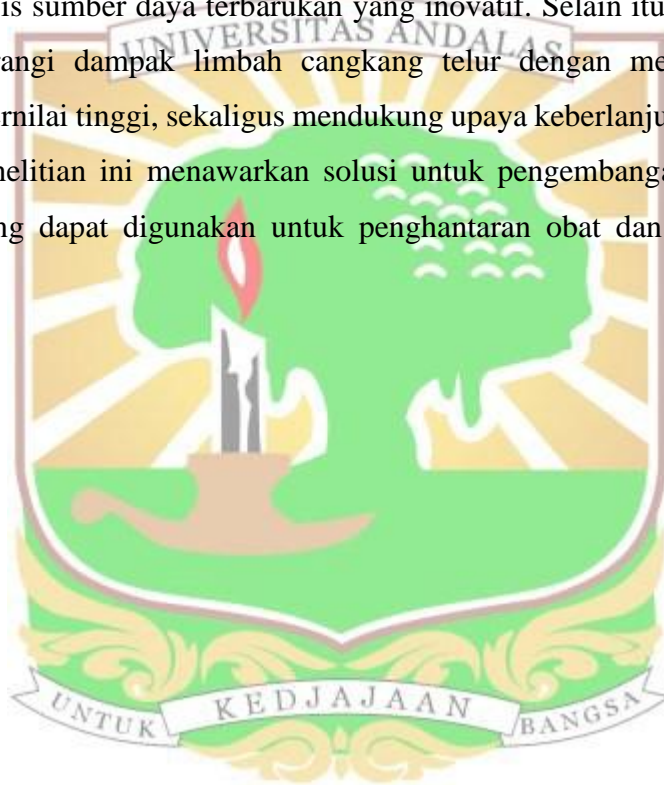 is sumber daya terbarukan yang inovatif. Selain itu
UNIVERSITAS ANDALAS
rangi dampak limbah cangkang telur dengan me
rnilai tinggi, sekaligus mendukung upaya keberlanju
nelitian ini menawarkan solusi untuk pengembanga
ng dapat digunakan untuk penghantaran obat dan
UNTUK KEDJAJAAN BANGSA